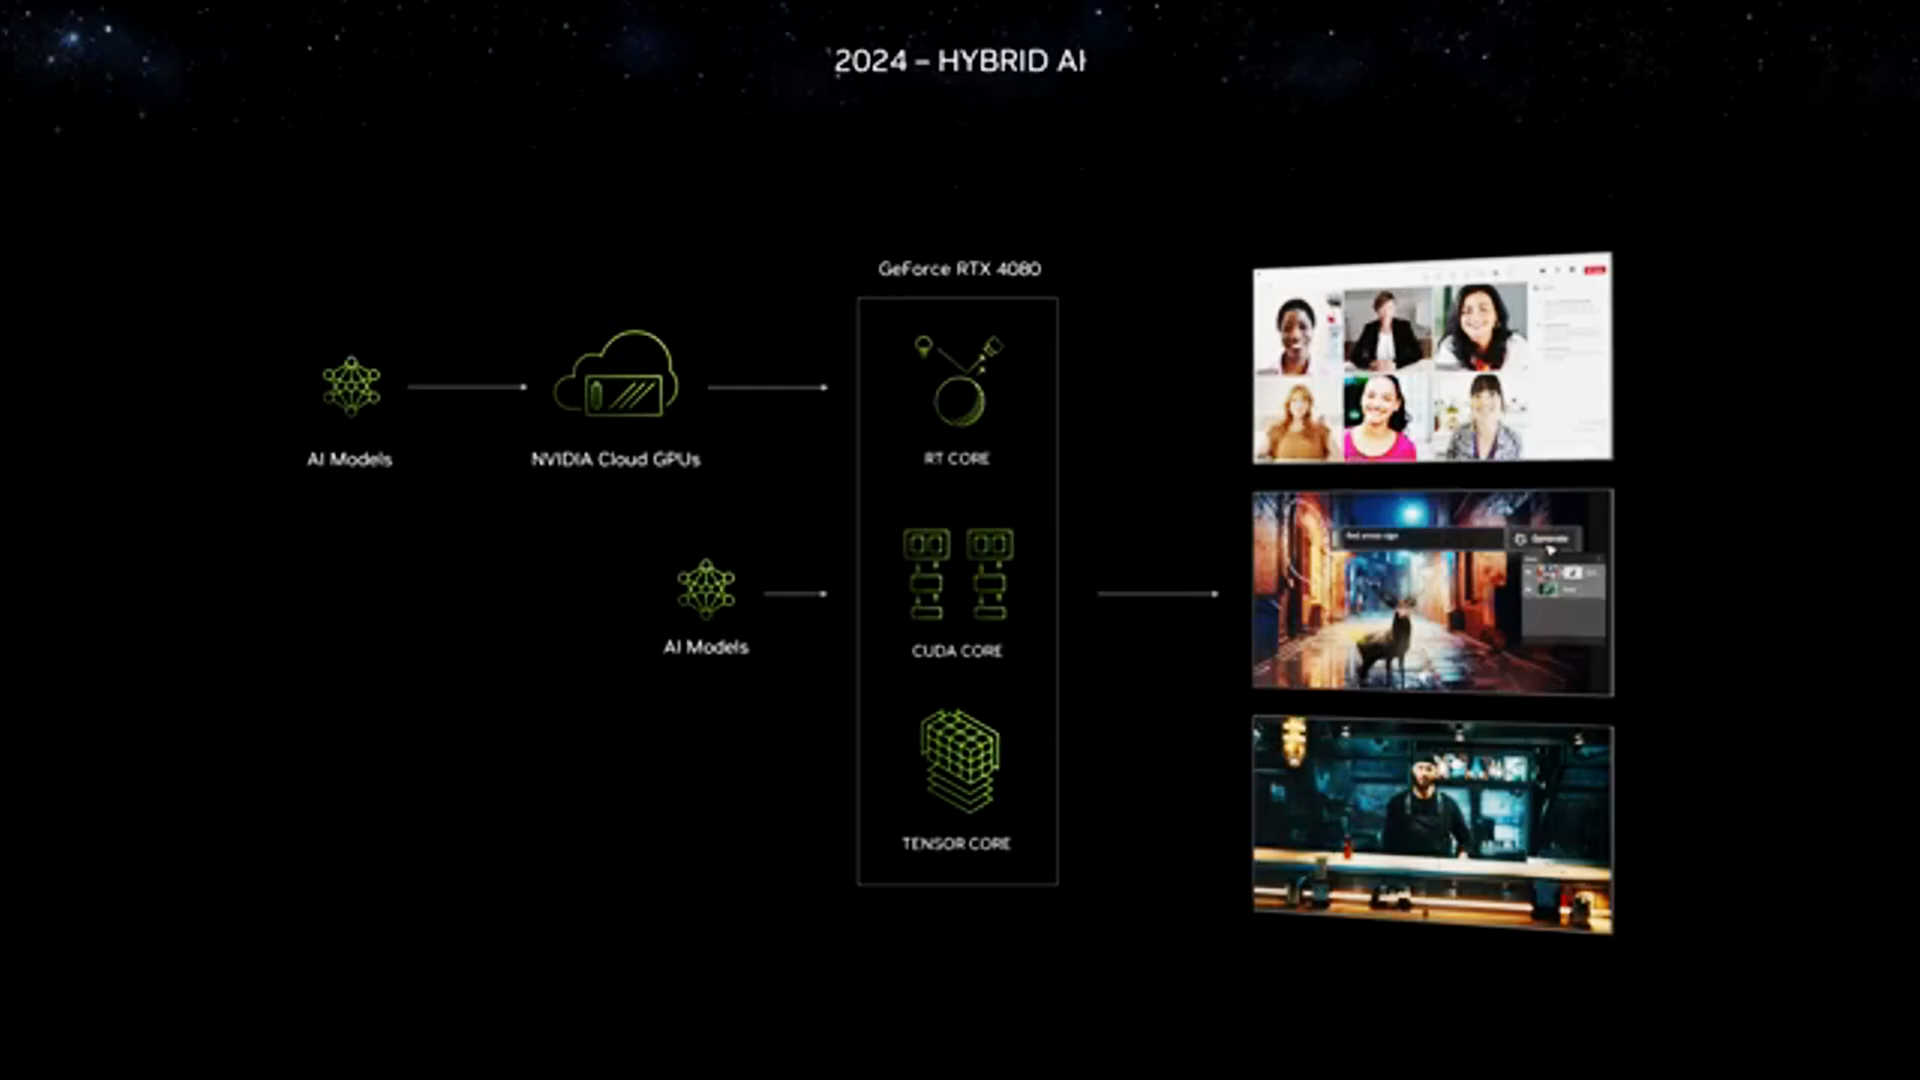 2024 – HYBRID AI
GeForce RTX 4080
AI Models
NVIDIA Cloud GPUs
RT CORE
AI Models
CUDA CORE
TENSOR CORE
Generate